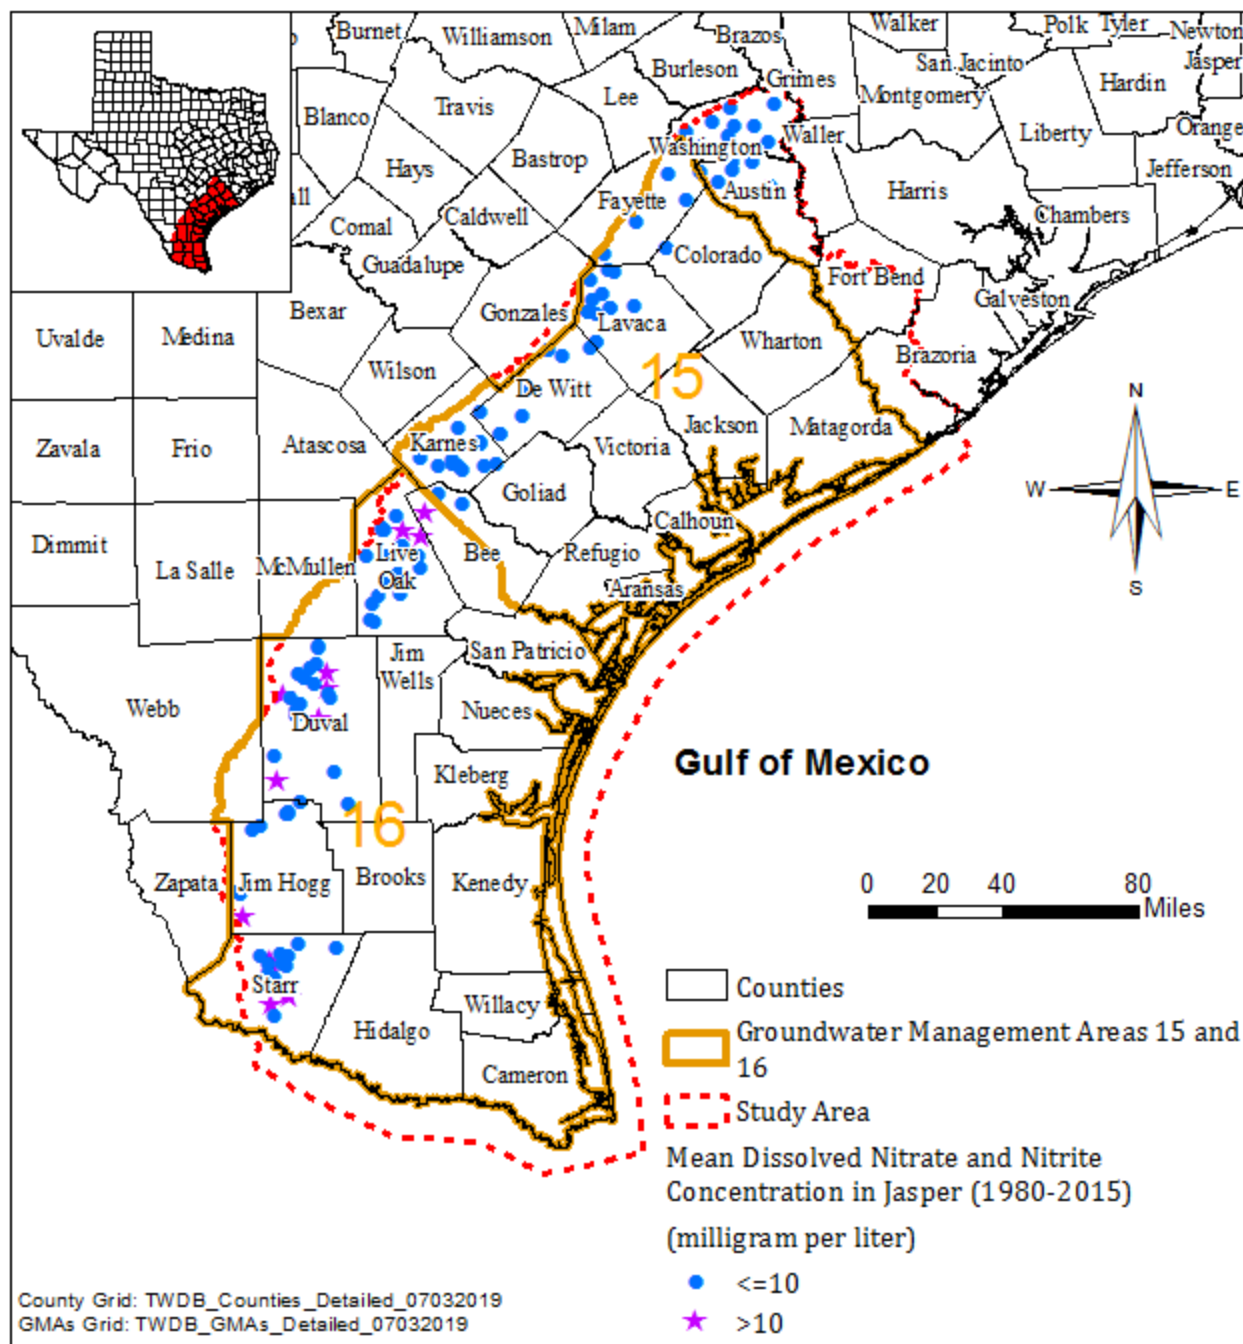 Burnet
Williamson
Milam
Brazos
Walker
Polk
Tyler
Newton
San Jacinto
Jasper
Burleson
Grimes
Hardin
Blanco
Travis
Lee
Montgomery
Liberty
Orange
Waller
Washington
Bastrop
Hays
Jefferson
Austin
Harris
all
Fayette
Caldwell
Chambers
Comal
Colorado
Guadalupe
Fort Bend
Galveston
Bexar
Gonzales
Lavaca
Uvalde
Medina
Wharton
Brazoria
Wilson
15
De Witt
Jackson
Matagorda
Zavala
Frio
Atascosa
Karnes
Victoria
Goliad
Calhoun
Dimmit
La Salle
McMullen
Live
Oak
Bee
Refugio
Aransas
San Patricio
Jim
Wells
Webb
Duval
Nueces
Kleberg
16
Zapata
Jim Hogg
Brooks
Kenedy
Starr
Willacy
Hidalgo
Cameron
Gulf of Mexico
N
W
E
S
0 20 40 80
Miles
Counties
Groundwater Management Areas 15 and
16
Study Area
Mean Dissolved Nitrate and Nitrite
Concentration in Jasper (1980-2015)
(milligram per liter)
<=10
>10
County Grid: TWDB_Counties_Detailed_07032019
GMAs Grid: TWDB_GMAs_Detailed_07032019